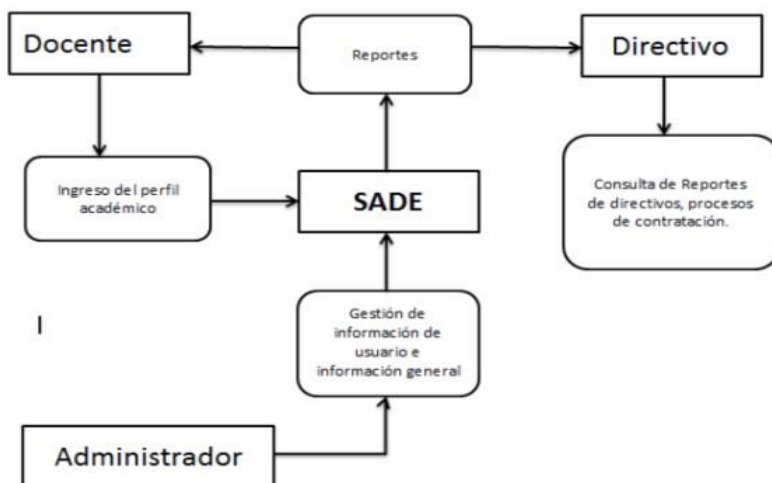 Docente
Reportes
Directivo
Ingreso del perfil
académico
SADE
Consulta de Reportes
de directivos, procesos
de contratación.
Gestión de
información de
usuario e
información general
I
Administrador